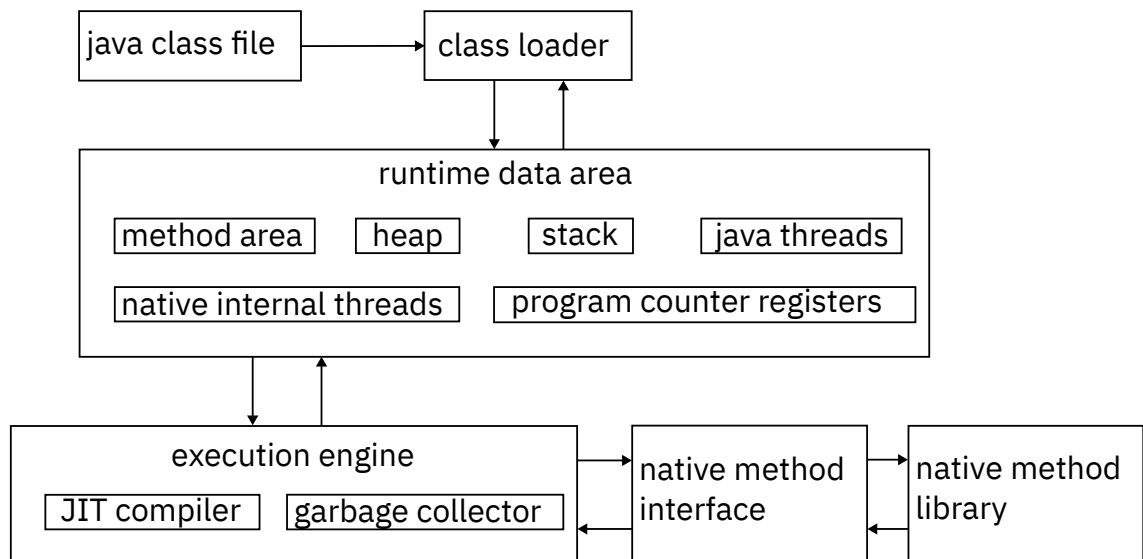 java class file
class loader
runtime data area
method area
heap
stack
java threads
native internal threads
program counter registers
execution engine
JIT compiler
garbage collector
native method
interface
native method
library